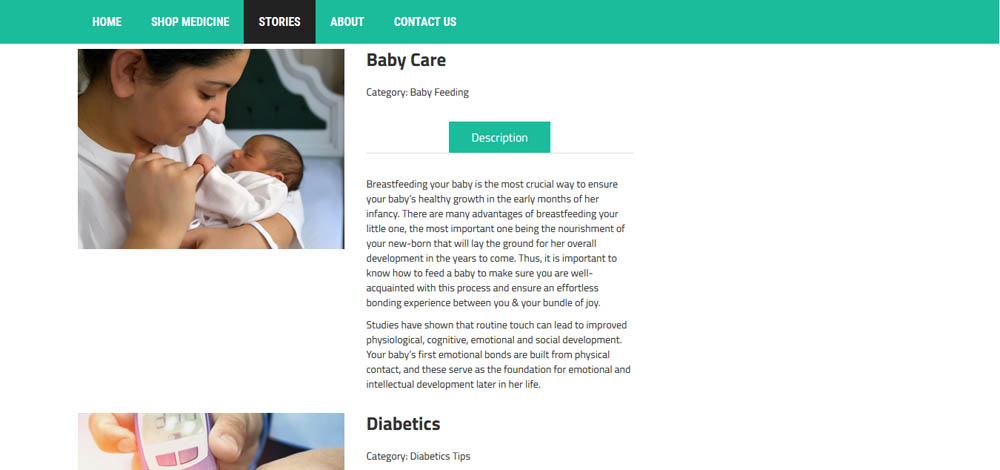 HOME SHOP MEDICINE STORIES ABOUT CONTACT US
Baby Care
Category: Baby Feeding
Description
Breastfeeding your baby is the most crucial way to ensure
your baby's healthy growth in the early months of her
infancy. There are many advantages of breastfeeding your
little one, the most important one being the nourishment of
your new-born that will lay the ground for her overall
development in the years to come. Thus, it is important to
know how to feed a baby to make sure you are well-
acquainted with this process and ensure an effortless
bonding experience between you & your bundle of joy.
Studies have shown that routine touch can lead to improved
physiological, cognitive, emotional and social development.
Your baby's first emotional bonds are built from physical
contact, and these serve as the foundation for emotional and
intellectual development later in her life.
Diabetics
Category: Diabetics Tips